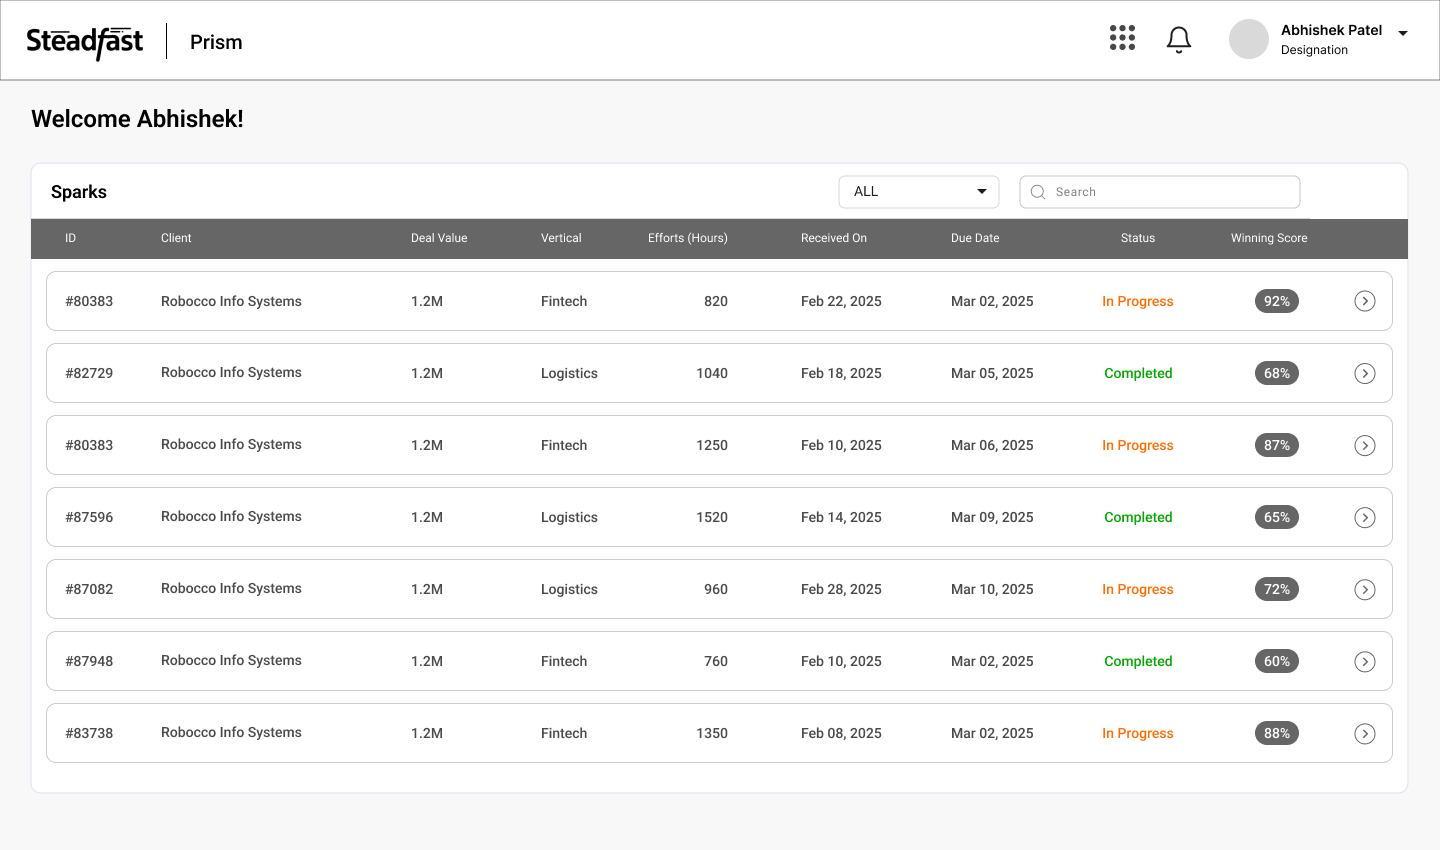 Steadfast Prism Abhishek Patel
Designation
Welcome Abhishek!
Sparks ALL Search
ID Client Deal Value Vertical Efforts (Hours) Received On Due Date Status Winning Score
#80383 Robocco Info Systems 1.2M Fintech 820 Feb 22, 2025 Mar 02, 2025 In Progress 92%
#82729 Robocco Info Systems 1.2M Logistics 1040 Feb 18, 2025 Mar 05, 2025 Completed 68%
#80383 Robocco Info Systems 1.2M Fintech 1250 Feb 10, 2025 Mar 06, 2025 In Progress 87%
#87596 Robocco Info Systems 1.2M Logistics 1520 Feb 14, 2025 Mar 09, 2025 Completed 65%
#87082 Robocco Info Systems 1.2M Logistics 960 Feb 28, 2025 Mar 10, 2025 In Progress 72%
#87948 Robocco Info Systems 1.2M Fintech 760 Feb 10, 2025 Mar 02, 2025 Completed 60%
#83738 Robocco Info Systems 1.2M Fintech 1350 Feb 08, 2025 Mar 02, 2025 In Progress 88%